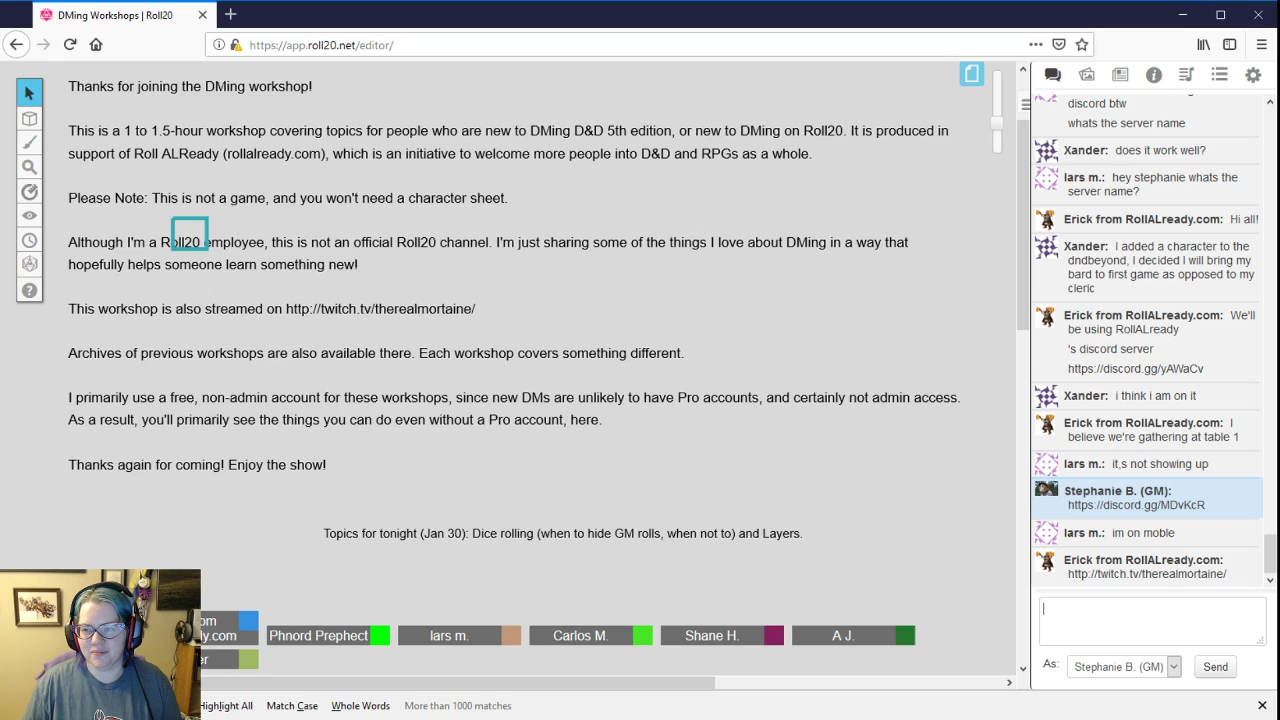 DMing Workshops | Roll20
https://app.roll20.net/editor/
Thanks for joining the DMing workshop!
This is a 1 to 1.5-hour workshop covering topics for people who are new to DMing D&D 5th edition, or new to DMing on Roll20. It is produced in
support of Roll ALReady (rollalready.com), which is an initiative to welcome more people into D&D and RPGs as a whole.
Please Note: This is not a game, and you won't need a character sheet.
Although I'm a Roll20 employee, this is not an official Roll20 channel. I'm just sharing some of the things I love about DMing in a way that
hopefully helps someone learn something new!
This workshop is also streamed on http://twitch.tv/therealmortaine/
Archives of previous workshops are also available there. Each workshop covers something different.
I primarily use a free, non-admin account for these workshops, since new DMs are unlikely to have Pro accounts, and certainly not admin access.
As a result, you'll primarily see the things you can do even without a Pro account, here.
Thanks again for coming! Enjoy the show!
Topics for tonight (Jan 30): Dice rolling (when to hide GM rolls, when not to) and Layers.
om
dy.com
er
Phnord Prephect
lars m.
Carlos M.
Shane H.
A J.
Highlight All
Match Case
Whole Words
More than 1000 matches
discord btw
whats the server name
Xander: does it work well?
lars m.: hey stephanie whats the
server name?
Erick from RollALready.com: Hi all!
Xander: I added a character to the
dndbeyond, I decided I will bring my
bard to first game as opposed to my
cleric
Erick from RollALready.com: We'll
be using RollALready
's discord server
https://discord.gg/yAWaCv
Xander: i think i am on it
Erick from RollALready.com: I
believe we're gathering at table 1
lars m.: it,s not showing up
Stephanie B. (GM):
https://discord.gg/MDvKcR
lars m.: im on moble
Erick from RollALready.com:
http://twitch.tv/therealmortaine/
As:
Stephanie B. (GM)
Send